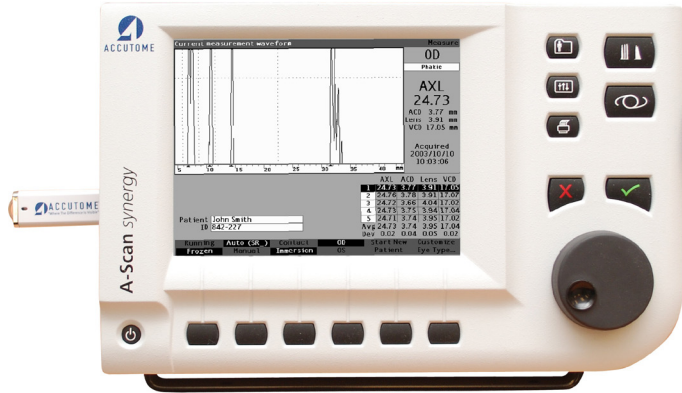 ACCUTOME
Current measurement waveform
Measure
OD
Phakic
AXL
24.73
ACD 3.77 mm
Lens 3.91 mm
VCD 17.05 mm
Acquired
2003/10/10
10:03:06
5 10 15 20 25 30 35 40 mm
AXL ACD Lens VCD
1 24.73 3.77 3.91 17.05
2 24.76 3.78 3.91 17.07
3 24.72 3.66 4.04 17.02
4 24.73 3.75 3.94 17.04
5 24.71 3.74 3.95 17.02
Avg 24.73 3.74 3.95 17.04
Dev 0.02 0.04 0.05 0.02
Patient John Smith
ID 842-227
Running Auto (SR_) Contact OD Start New Customize
Frozen Manual Immersion OS Patient Eye Type...
A-Scan synergy
ACCUTOME